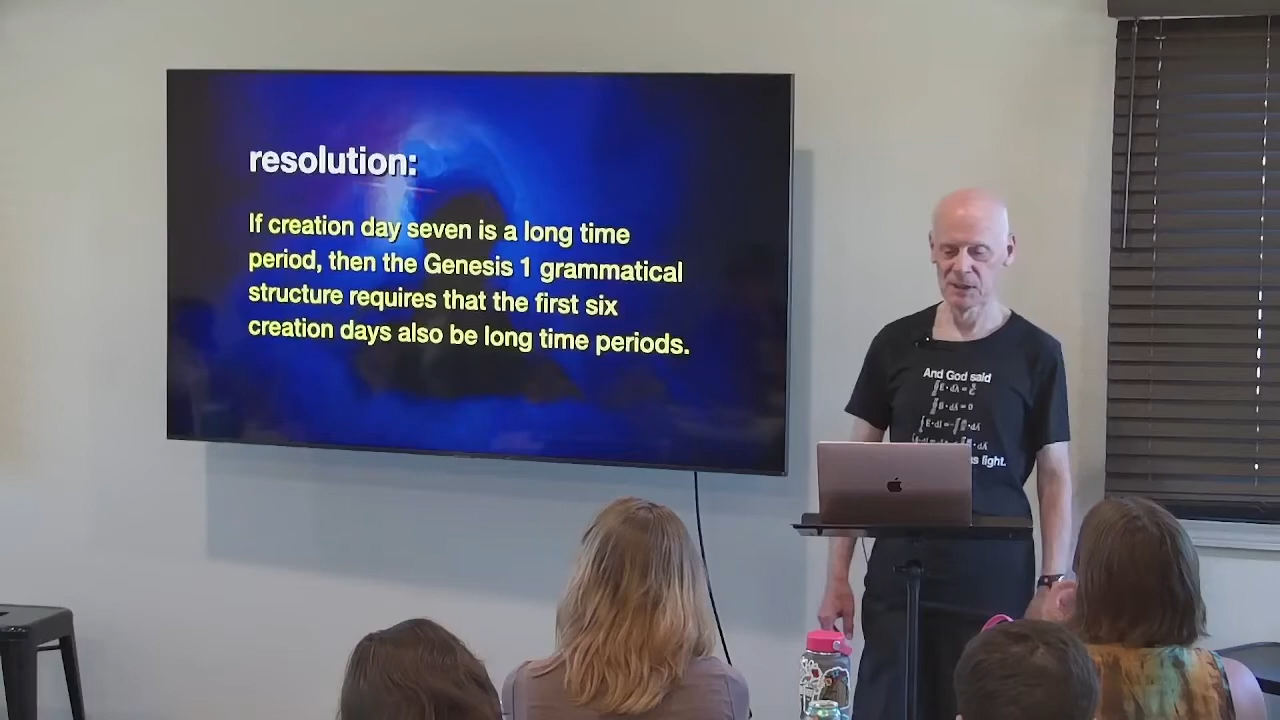 resolution:
If creation day seven is a long time
period, then the Genesis 1 grammatical
structure requires that the first six
creation days also be long time periods.
And God said
light.